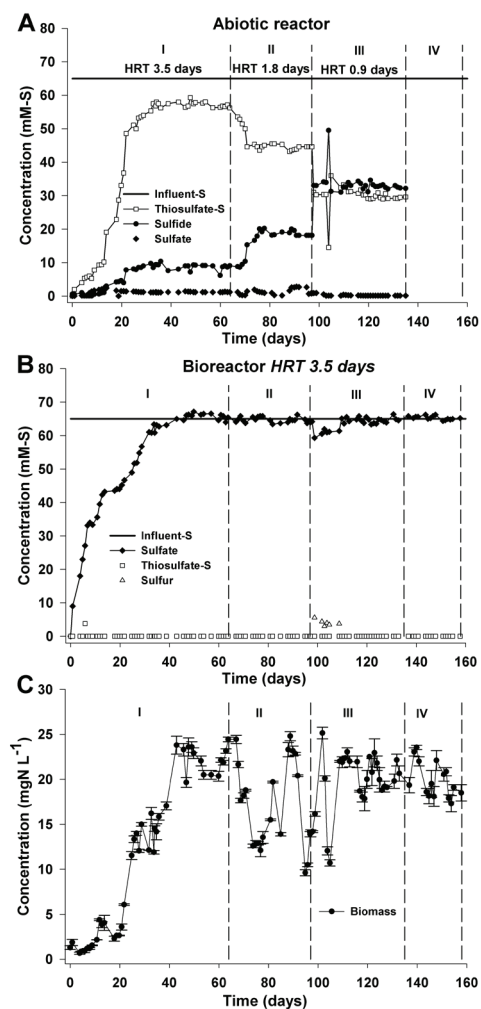 A
Abiotic reactor
I
II
III
IV
HRT 3.5 days
HRT 1.8 days
HRT 0.9 days
Concentration (mM-S)
80
70
60
50
40
30
20
10
0
Influent-S
Thiosulfate-S
Sulfide
Sulfate
0 20 40 60 80 100 120 140 160
Time (days)
B
Bioreactor HRT 3.5 days
I
II
III
IV
Concentration (mM-S)
80
70
60
50
40
30
20
10
0
Influent-S
Sulfate
Thiosulfate-S
Sulfur
0 20 40 60 80 100 120 140 160
Time (days)
C
I
II
III
IV
Concentration (mgN L-1)
30
25
20
15
10
5
0
Biomass
0 20 40 60 80 100 120 140 160
Time (days)